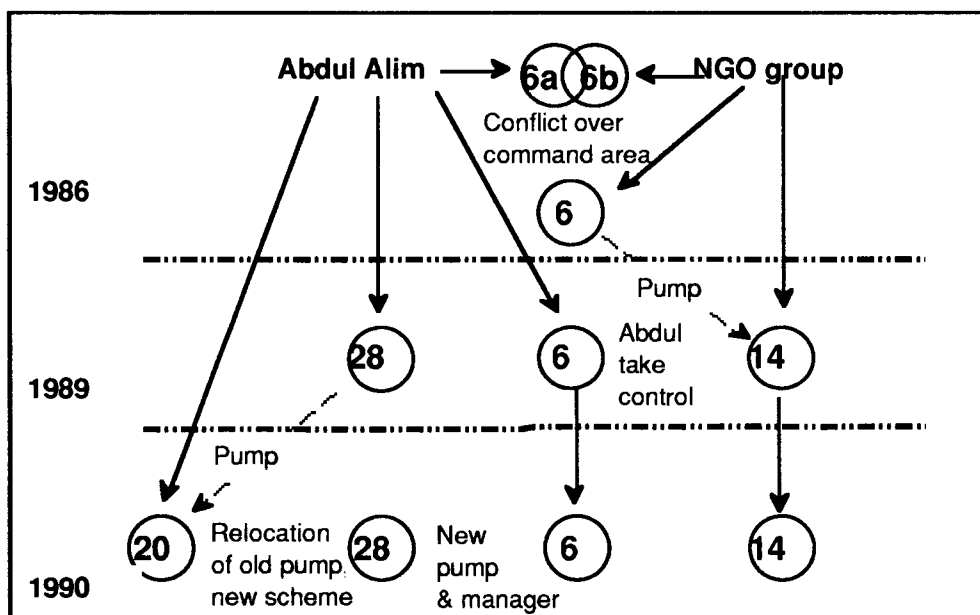 Abdul Alim
6a 6b
NGO group
Conflict over
command area
1986
6
Pump
28
6
Abdul
take
control
14
1989
Pump
20
Relocation
of old pump
new scheme
28
New
pump
& manager
6
14
1990